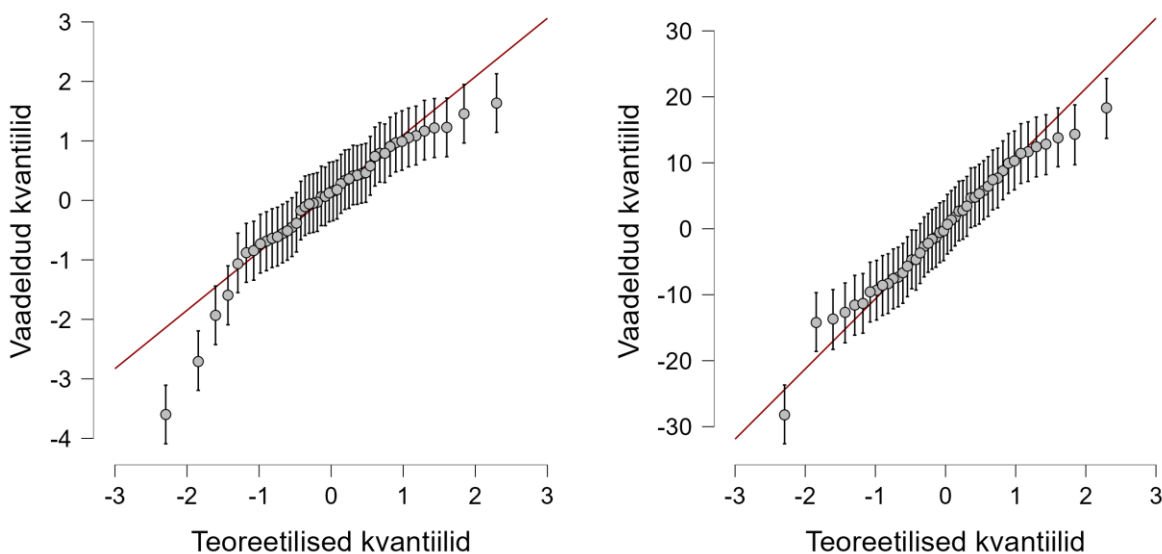 3
2
1
0
-1
-2
-3
-4
Vaadeldud kvantiilid
-3 -2 -1 0 1 2 3
Teoreetilised kvantiilid
30
20
10
0
-10
-20
-30
Vaadeldud kvantiilid
-3 -2 -1 0 1 2 3
Teoreetilised kvantiilid